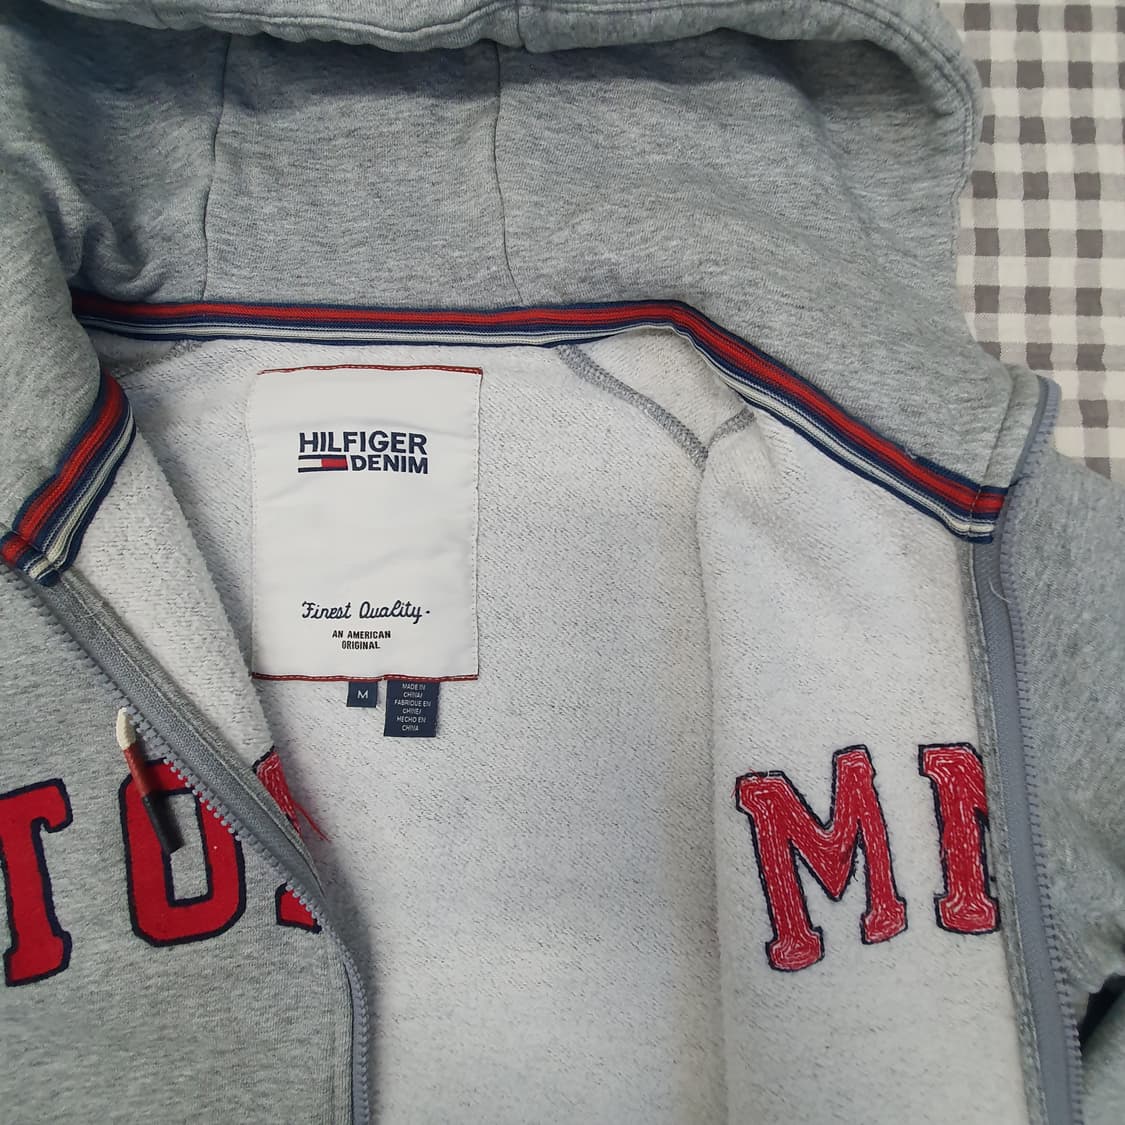 HILFIGER
DENIM
Finest Quality.
AN AMERICAN
ORIGINAL
M
MADE IN
CHINA/
FABRIQUE EN
CHINE/
HECHO EN
CHINA
TO
M